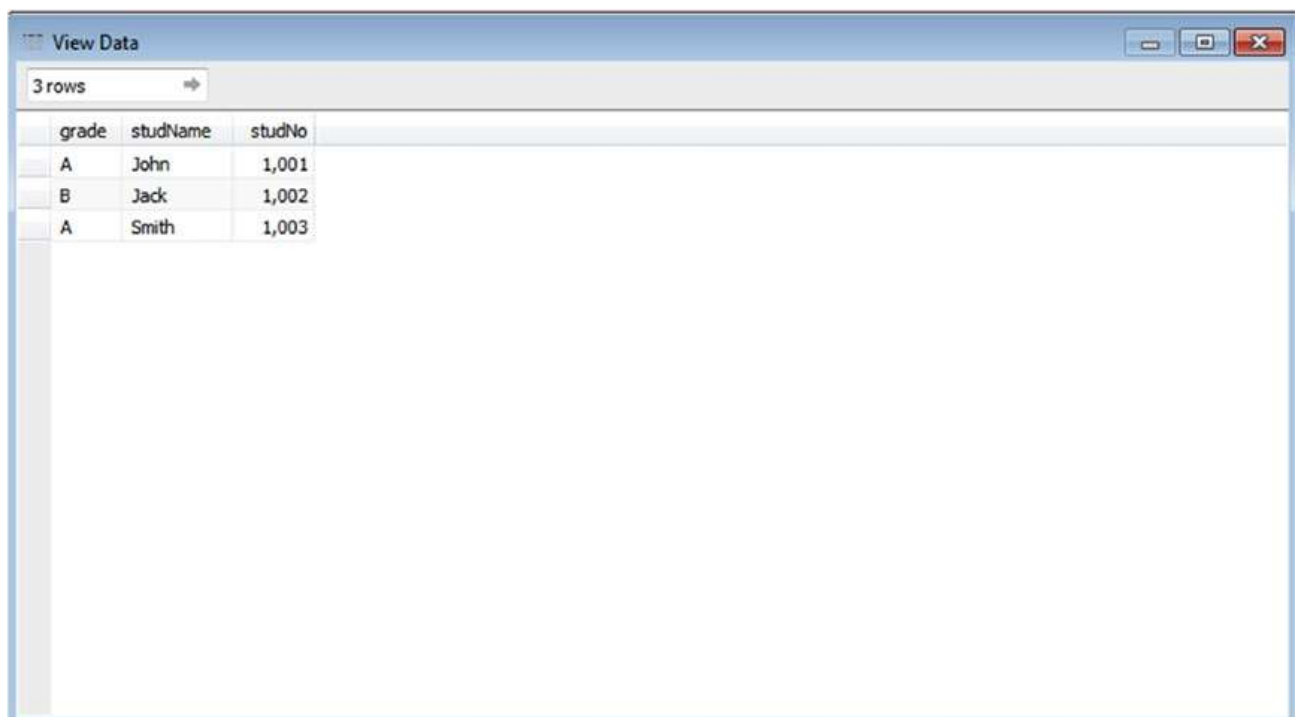 View Data
3 rows
grade studName studNo
A John 1,001
B Jack 1,002
A Smith 1,003